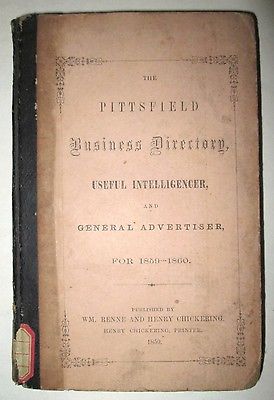 THE
PITTSFIELD
Business Directory,
USEFUL INTELLIGENCER,
AND
GENERAL ADVERTISER,
FOR 1859--1860.
PUBLISHED BY
WM. RENNE AND HENRY CHICKERING.
HENRY CHICKERING, PRINTER.
1859.